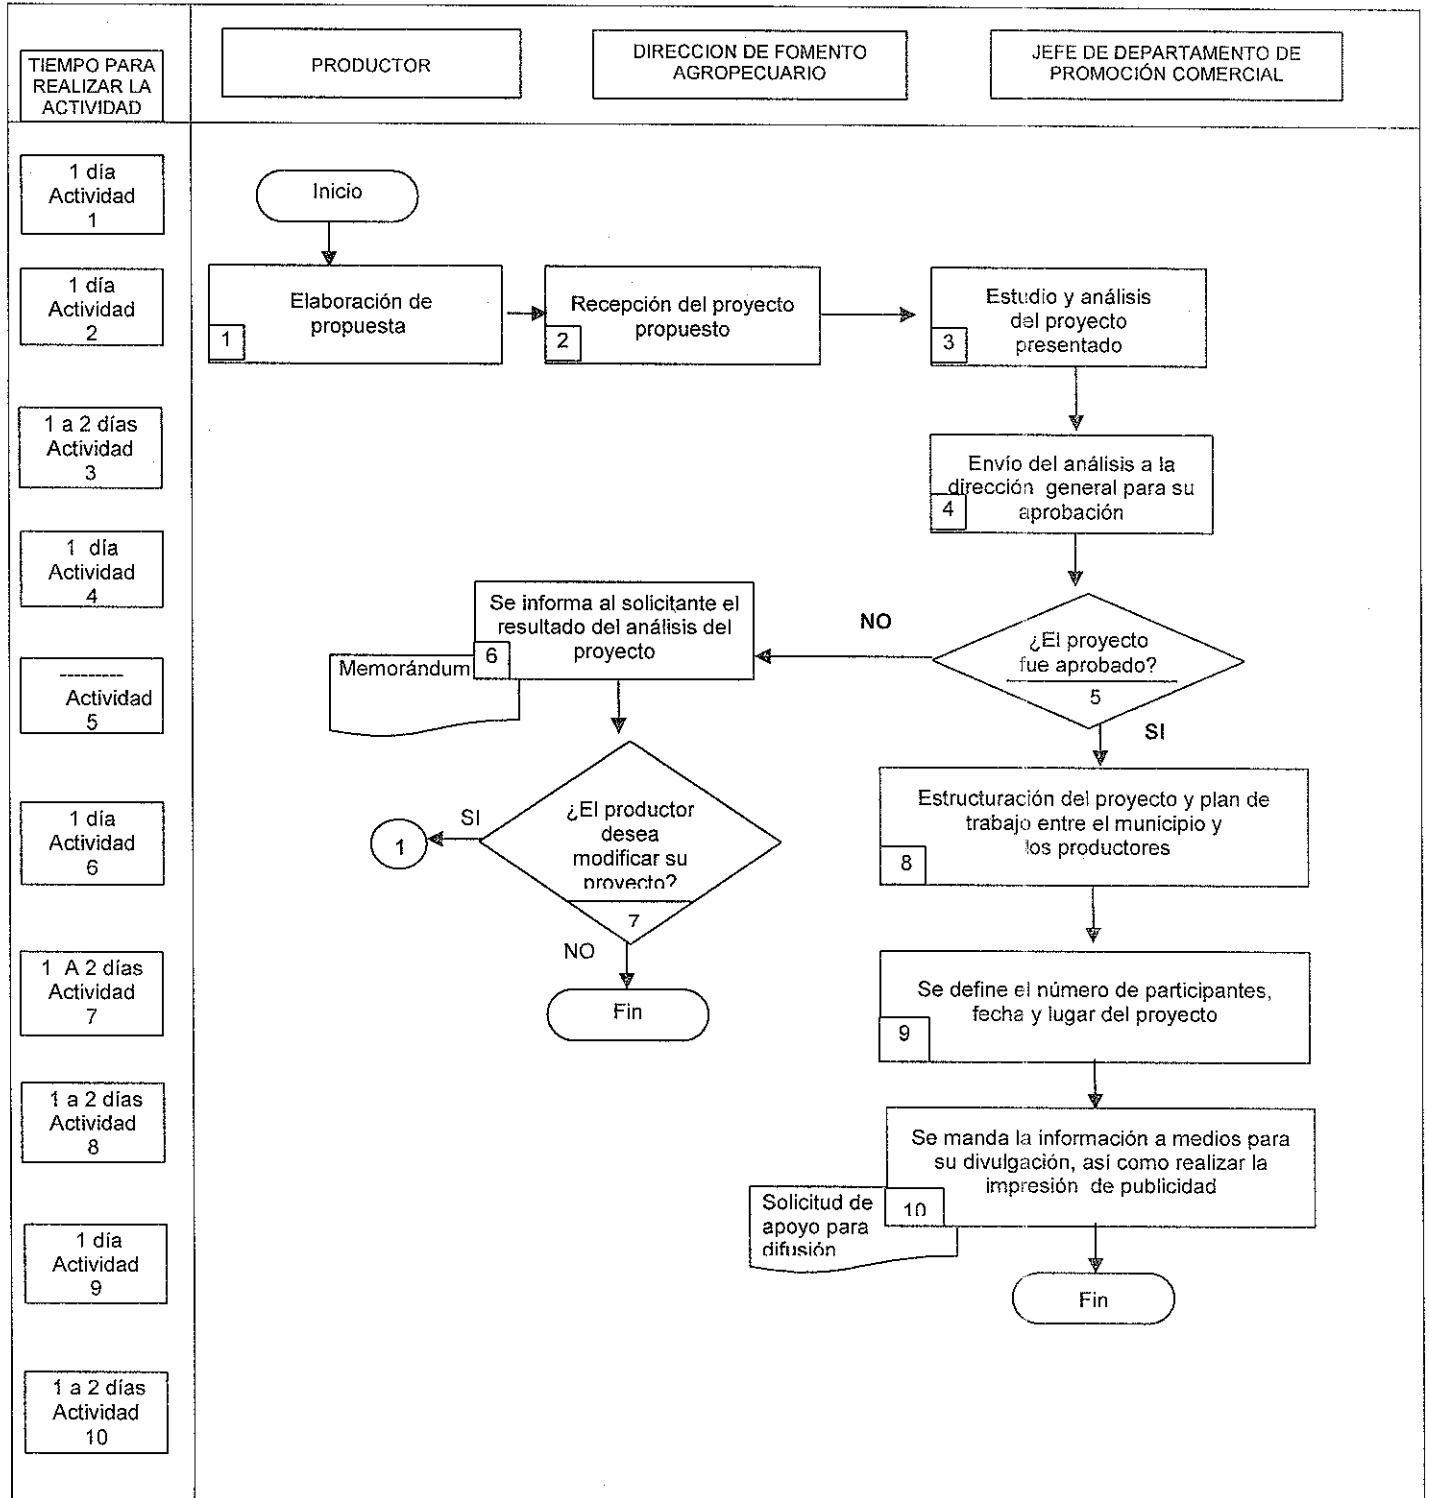 TIEMPO PARA
REALIZAR LA
ACTIVIDAD
PRODUCTOR
DIRECCION DE FOMENTO
AGROPECUARIO
JEFE DE DEPARTAMENTO DE
PROMOCIÓN COMERCIAL
1 día
Actividad
1
Inicio
1 día
Actividad
2
Elaboración de
propuesta
1
Recepción del proyecto
propuesto
2
Estudio y análisis
del proyecto
presentado
3
1 a 2 días
Actividad
3
Envío del análisis a la
dirección general para su
aprobación
4
1 día
Actividad
4
Se informa al solicitante el
resultado del análisis del
proyecto
6
Memorándum
NO
¿El proyecto
fue aprobado?
5
SI
---------
Actividad
5
1 día
Actividad
6
SI
1
¿El productor
desea
modificar su
proyecto?
7
NO
Fin
Estructuración del proyecto y plan de
trabajo entre el municipio y
los productores
8
1 A 2 días
Actividad
7
Se define el número de participantes,
fecha y lugar del proyecto
9
1 a 2 días
Actividad
8
Se manda la información a medios para
su divulgación, así como realizar la
impresión de publicidad
10
Solicitud de
apoyo para
difusión
1 día
Actividad
9
Fin
1 a 2 días
Actividad
10